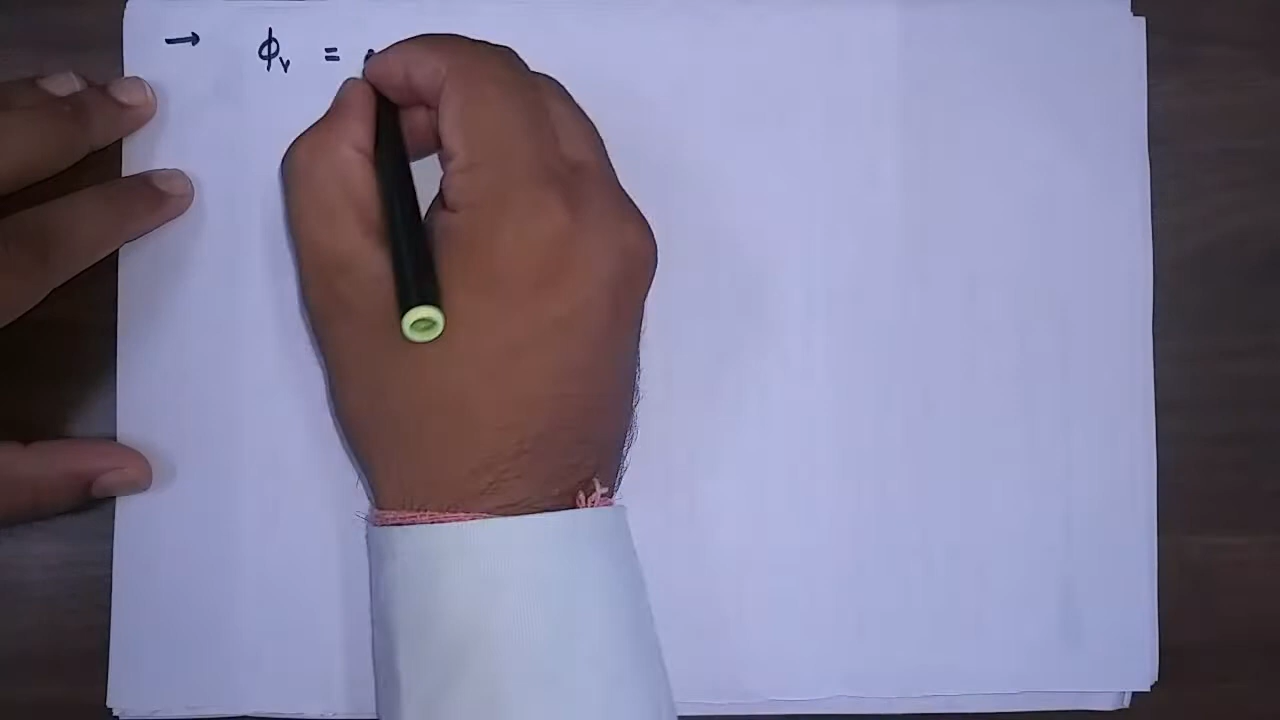 → ϕᵥ =